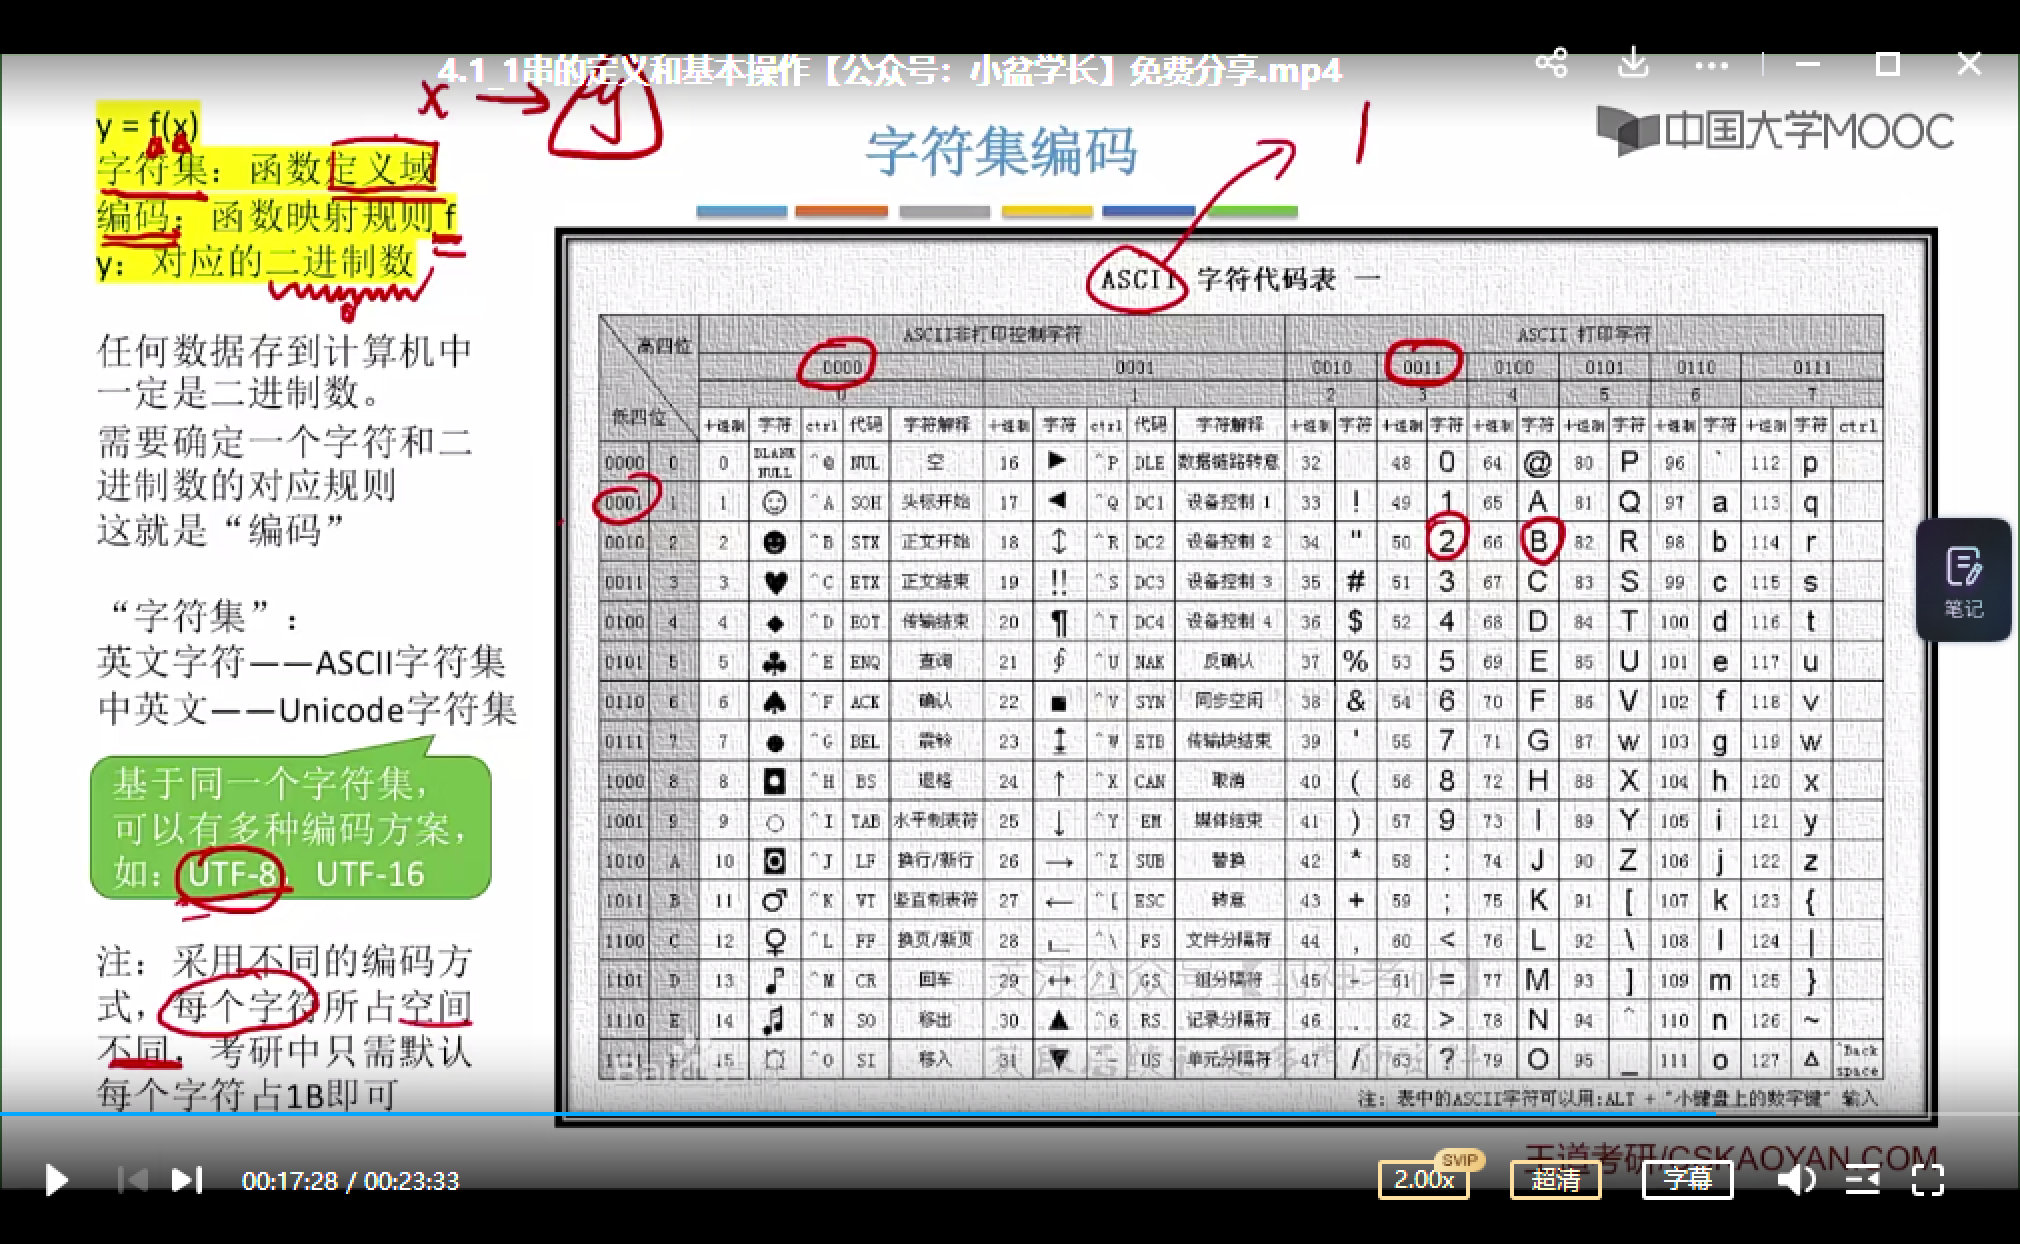 4.1_1串的定义和基本操作【公众号：小盆学长】免费分享.mp4
x → y
1
y = f(x)
字符集：函数定义域
编码：函数映射规则 f
y：对应的二进制数
任何数据存到计算机中
一定是二进制数。
需要确定一个字符和二
进制数的对应规则
这就是“编码”
“字符集”：
英文字符——ASCII字符集
中英文——Unicode字符集
基于同一个字符集，
可以有多种编码方案，
如：UTF-8，UTF-16
注：采用不同的编码方
式，每个字符所占空间
不同，考研中只需默认
每个字符占1B即可
字符集编码
中国大学MOOC
ASCII 字符代码表 一
高四位 ASCII非打印控制字符 ASCII 打印字符
0000 0001 0010 0011 0100 0101 0110 0111
低四位 0 1 2 3 4 5 6 7
十进制 字符 ctrl 代码 字符解释 十进制 字符 ctrl 代码 字符解释 十进制 字符 十进制 字符 十进制 字符 十进制 字符 十进制 字符 十进制 字符 ctrl
0000 0 0 BLANK NULL ^@ NUL 空 16 ► ^P DLE 数据链路转意 32 48 0 64 @ 80 P 96 ` 112 p
0001 1 1 ☺ ^A SOH 头标开始 17 ◄ ^Q DC1 设备控制 1 33 ! 49 1 65 A 81 Q 97 a 113 q
0010 2 2 ☻ ^B STX 正文开始 18 ↕ ^R DC2 设备控制 2 34 " 50 2 66 B 82 R 98 b 114 r
0011 3 3 ♥ ^C ETX 正文结束 19 ‼ ^S DC3 设备控制 3 35 # 51 3 67 C 83 S 99 c 115 s
0100 4 4 ♦ ^D EOT 传输结束 20 ¶ ^T DC4 设备控制 4 36 $ 52 4 68 D 84 T 100 d 116 t
0101 5 5 ♣ ^E ENQ 查询 21 ∮ ^U NAK 反确认 37 % 53 5 69 E 85 U 101 e 117 u
0110 6 6 ♠ ^F ACK 确认 22 ■ ^V SYN 同步空闲 38 & 54 6 70 F 86 V 102 f 118 v
0111 7 7 ● ^G BEL 震铃 23 ↨ ^W ETB 传输块结束 39 ' 55 7 71 G 87 w 103 g 119 w
1000 8 8 ◘ ^H BS 退格 24 ↑ ^X CAN 取消 40 ( 56 8 72 H 88 X 104 h 120 x
1001 9 9 ○ ^I TAB 水平制表符 25 ↓ ^Y EM 媒体结束 41 ) 57 9 73 I 89 Y 105 i 121 y
1010 A 10 ◙ ^J LF 换行/新行 26 → ^Z SUB 替换 42 * 58 : 74 J 90 Z 106 j 122 z
1011 B 11 ♂ ^K VT 竖直制表符 27 ← ^[ ESC 转意 43 + 59 ; 75 K 91 [ 107 k 123 {
1100 C 12 ♀ ^L FF 换页/新页 28 ∟ ^\ FS 文件分隔符 44 , 60 < 76 L 92 \ 108 l 124 |
1101 D 13 ♪ ^M CR 回车 29 ↔ ^] GS 组分隔符 45 - 61 = 77 M 93 ] 109 m 125 }
1110 E 14 ♫ ^N SO 移出 30 ▲ ^6 RS 记录分隔符 46 . 62 > 78 N 94 ^ 110 n 126 ~
1111 F 15 ☼ ^O SI 移入 31 ▼ ^- US 单元分隔符 47 / 63 ? 79 O 95 _ 111 o 127 Δ ^Back space
注：表中的ASCII字符可以用:ALT + "小键盘上的数字键" 输入
笔记
王道考研/CSKAOYAN.COM
00:17:28 / 00:23:33
2.00x
SVIP
超清
字幕